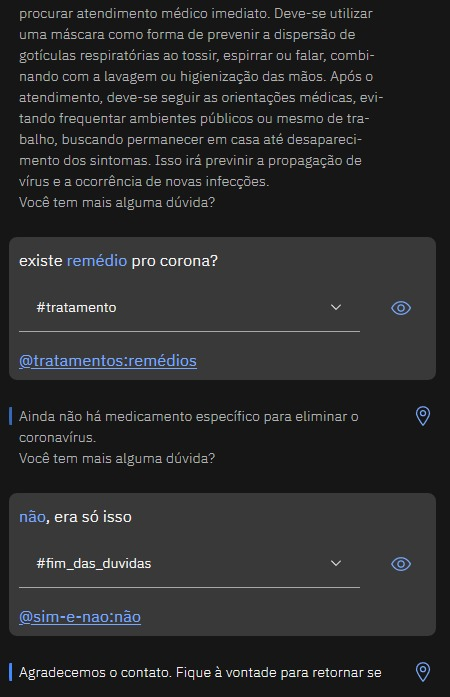 procurar atendimento médico imediato. Deve-se utilizar
uma máscara como forma de prevenir a dispersão de
gotículas respiratórias ao tossir, espirrar ou falar, combi-
nando com a lavagem ou higienização das mãos. Após o
atendimento, deve-se seguir as orientações médicas, evi-
tando frequentar ambientes públicos ou mesmo de tra-
balho, buscando permanecer em casa até desapareci-
mento dos sintomas. Isso irá previnir a propagação de
vírus e a ocorrência de novas infecções.
Você tem mais alguma dúvida?
existe remédio pro corona?
#tratamento
@tratamentos:remédios
Ainda não há medicamento específico para eliminar o
coronavírus.
Você tem mais alguma dúvida?
não, era só isso
#fim_das_duvidas
@sim-e-nao:não
Agradecemos o contato. Fique à vontade para retornar se